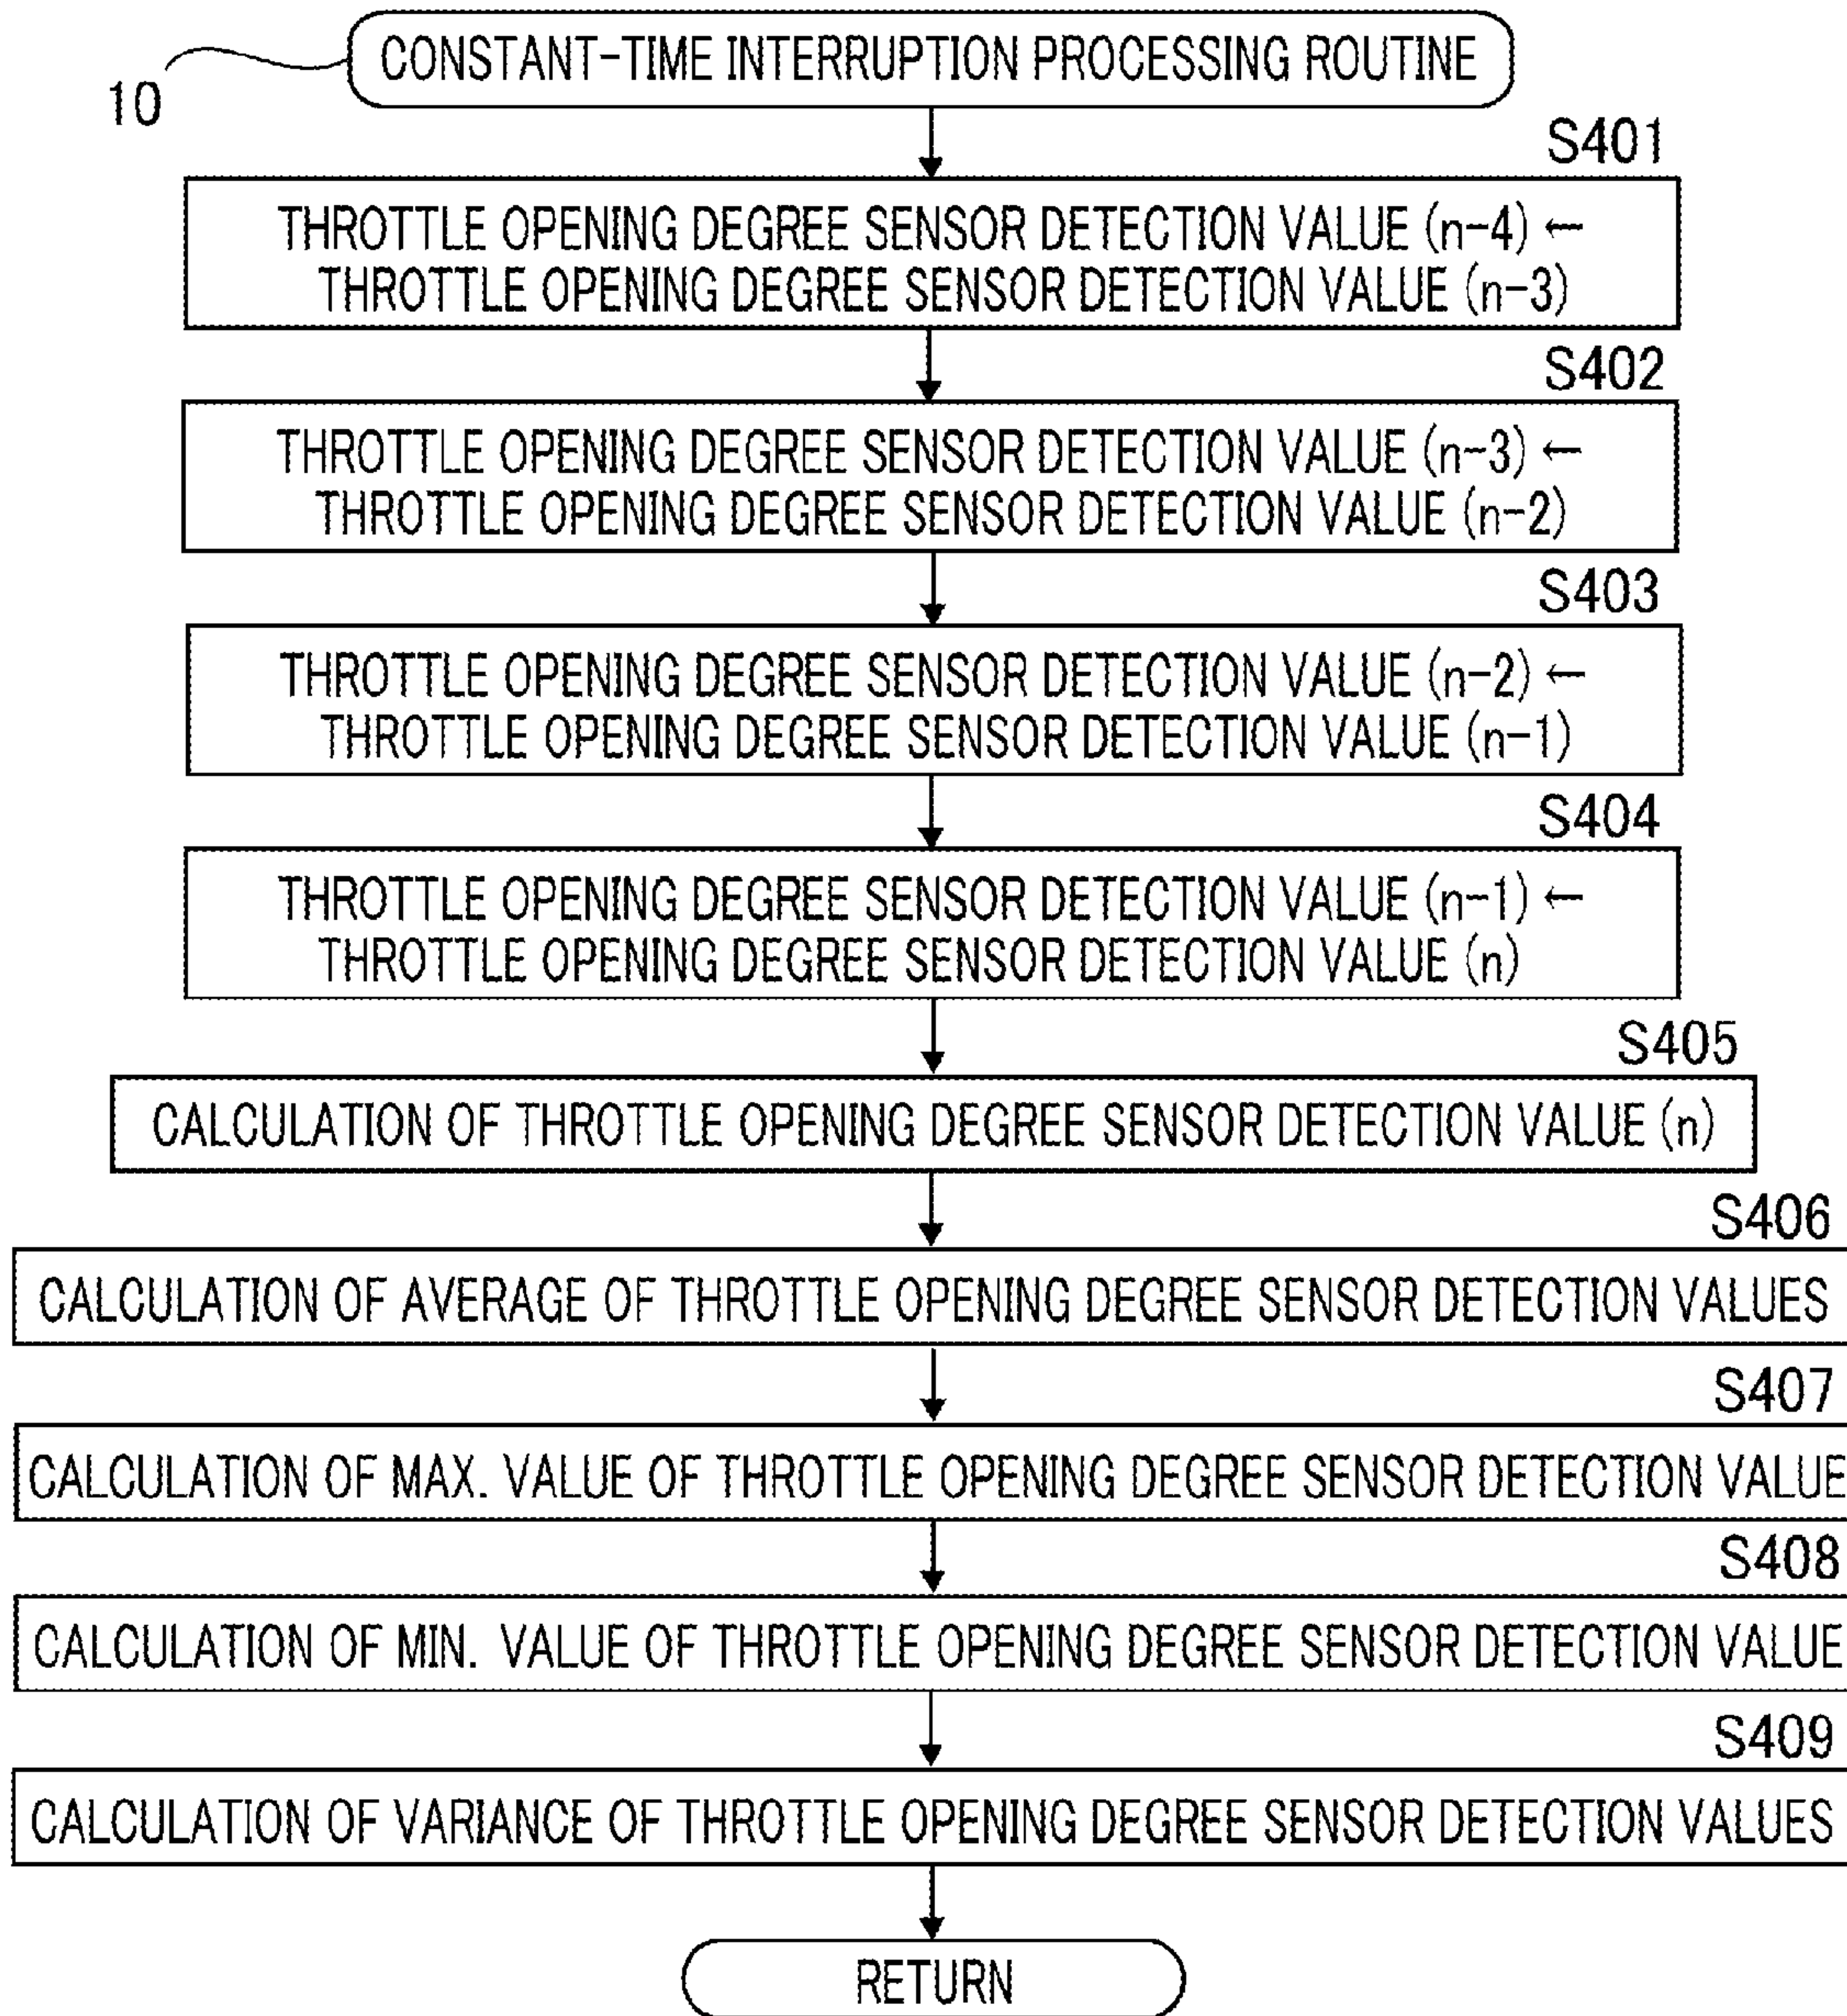 CONSTANT-TIME INTERRUPTION PROCESSING ROUTINE
10
S401
THROTTLE OPENING DEGREE SENSOR DETECTION VALUE (n-4) ←
THROTTLE OPENING DEGREE SENSOR DETECTION VALUE (n-3)
S402
THROTTLE OPENING DEGREE SENSOR DETECTION VALUE (n-3) ←
THROTTLE OPENING DEGREE SENSOR DETECTION VALUE (n-2)
S403
THROTTLE OPENING DEGREE SENSOR DETECTION VALUE (n-2) ←
THROTTLE OPENING DEGREE SENSOR DETECTION VALUE (n-1)
S404
THROTTLE OPENING DEGREE SENSOR DETECTION VALUE (n-1) ←
THROTTLE OPENING DEGREE SENSOR DETECTION VALUE (n)
S405
CALCULATION OF THROTTLE OPENING DEGREE SENSOR DETECTION VALUE (n)
S406
CALCULATION OF AVERAGE OF THROTTLE OPENING DEGREE SENSOR DETECTION VALUES
S407
CALCULATION OF MAX. VALUE OF THROTTLE OPENING DEGREE SENSOR DETECTION VALUE
S408
CALCULATION OF MIN. VALUE OF THROTTLE OPENING DEGREE SENSOR DETECTION VALUE
S409
CALCULATION OF VARIANCE OF THROTTLE OPENING DEGREE SENSOR DETECTION VALUES
RETURN